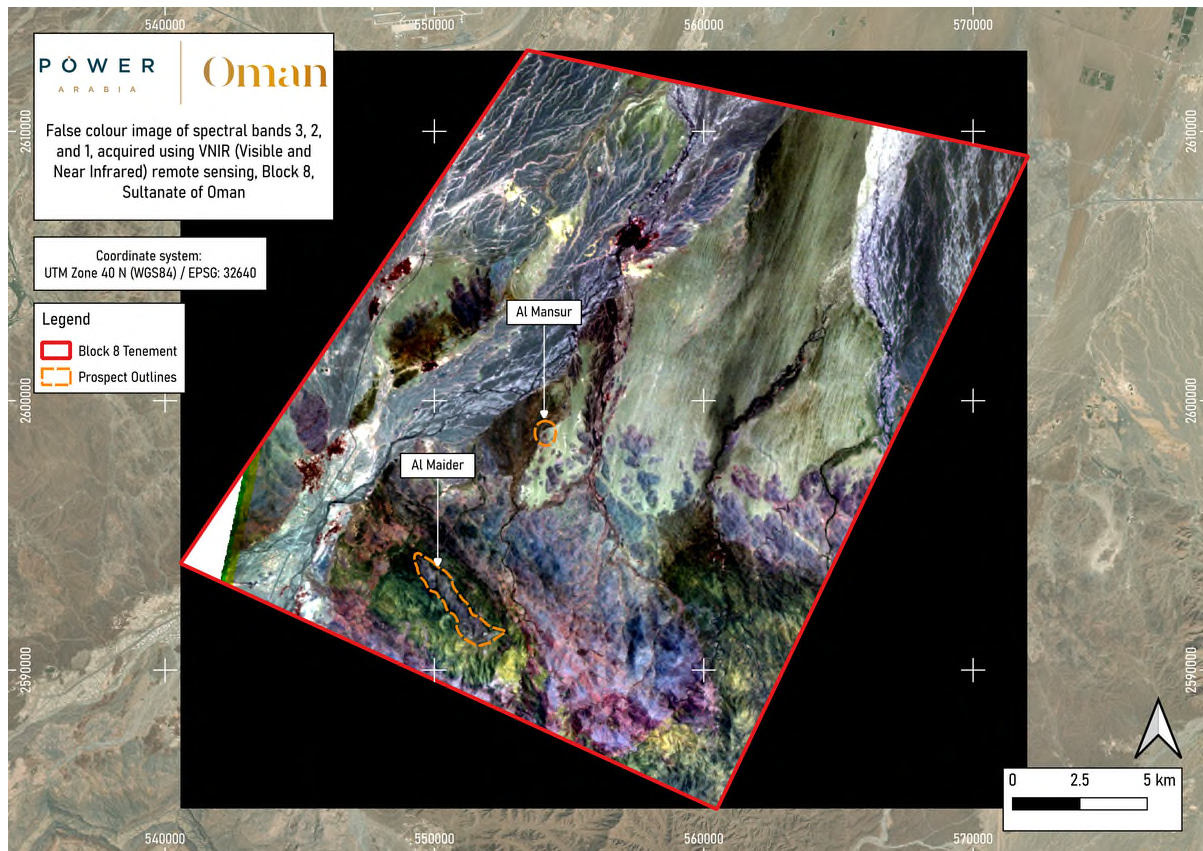 540000
550000
560000
570000
POWER
ARABIA
Oman
False colour image of spectral bands 3, 2,
and 1, acquired using VNIR (Visible and
Near Infrared) remote sensing, Block 8,
Sultanate of Oman
2610000
2610000
Coordinate system:
UTM Zone 40 N (WGS84) / EPSG: 32640
Legend
Block 8 Tenement
Prospect Outlines
Al Mansur
2600000
2600000
Al Maider
2590000
2590000
0 2.5 5 km
540000
550000
560000
570000